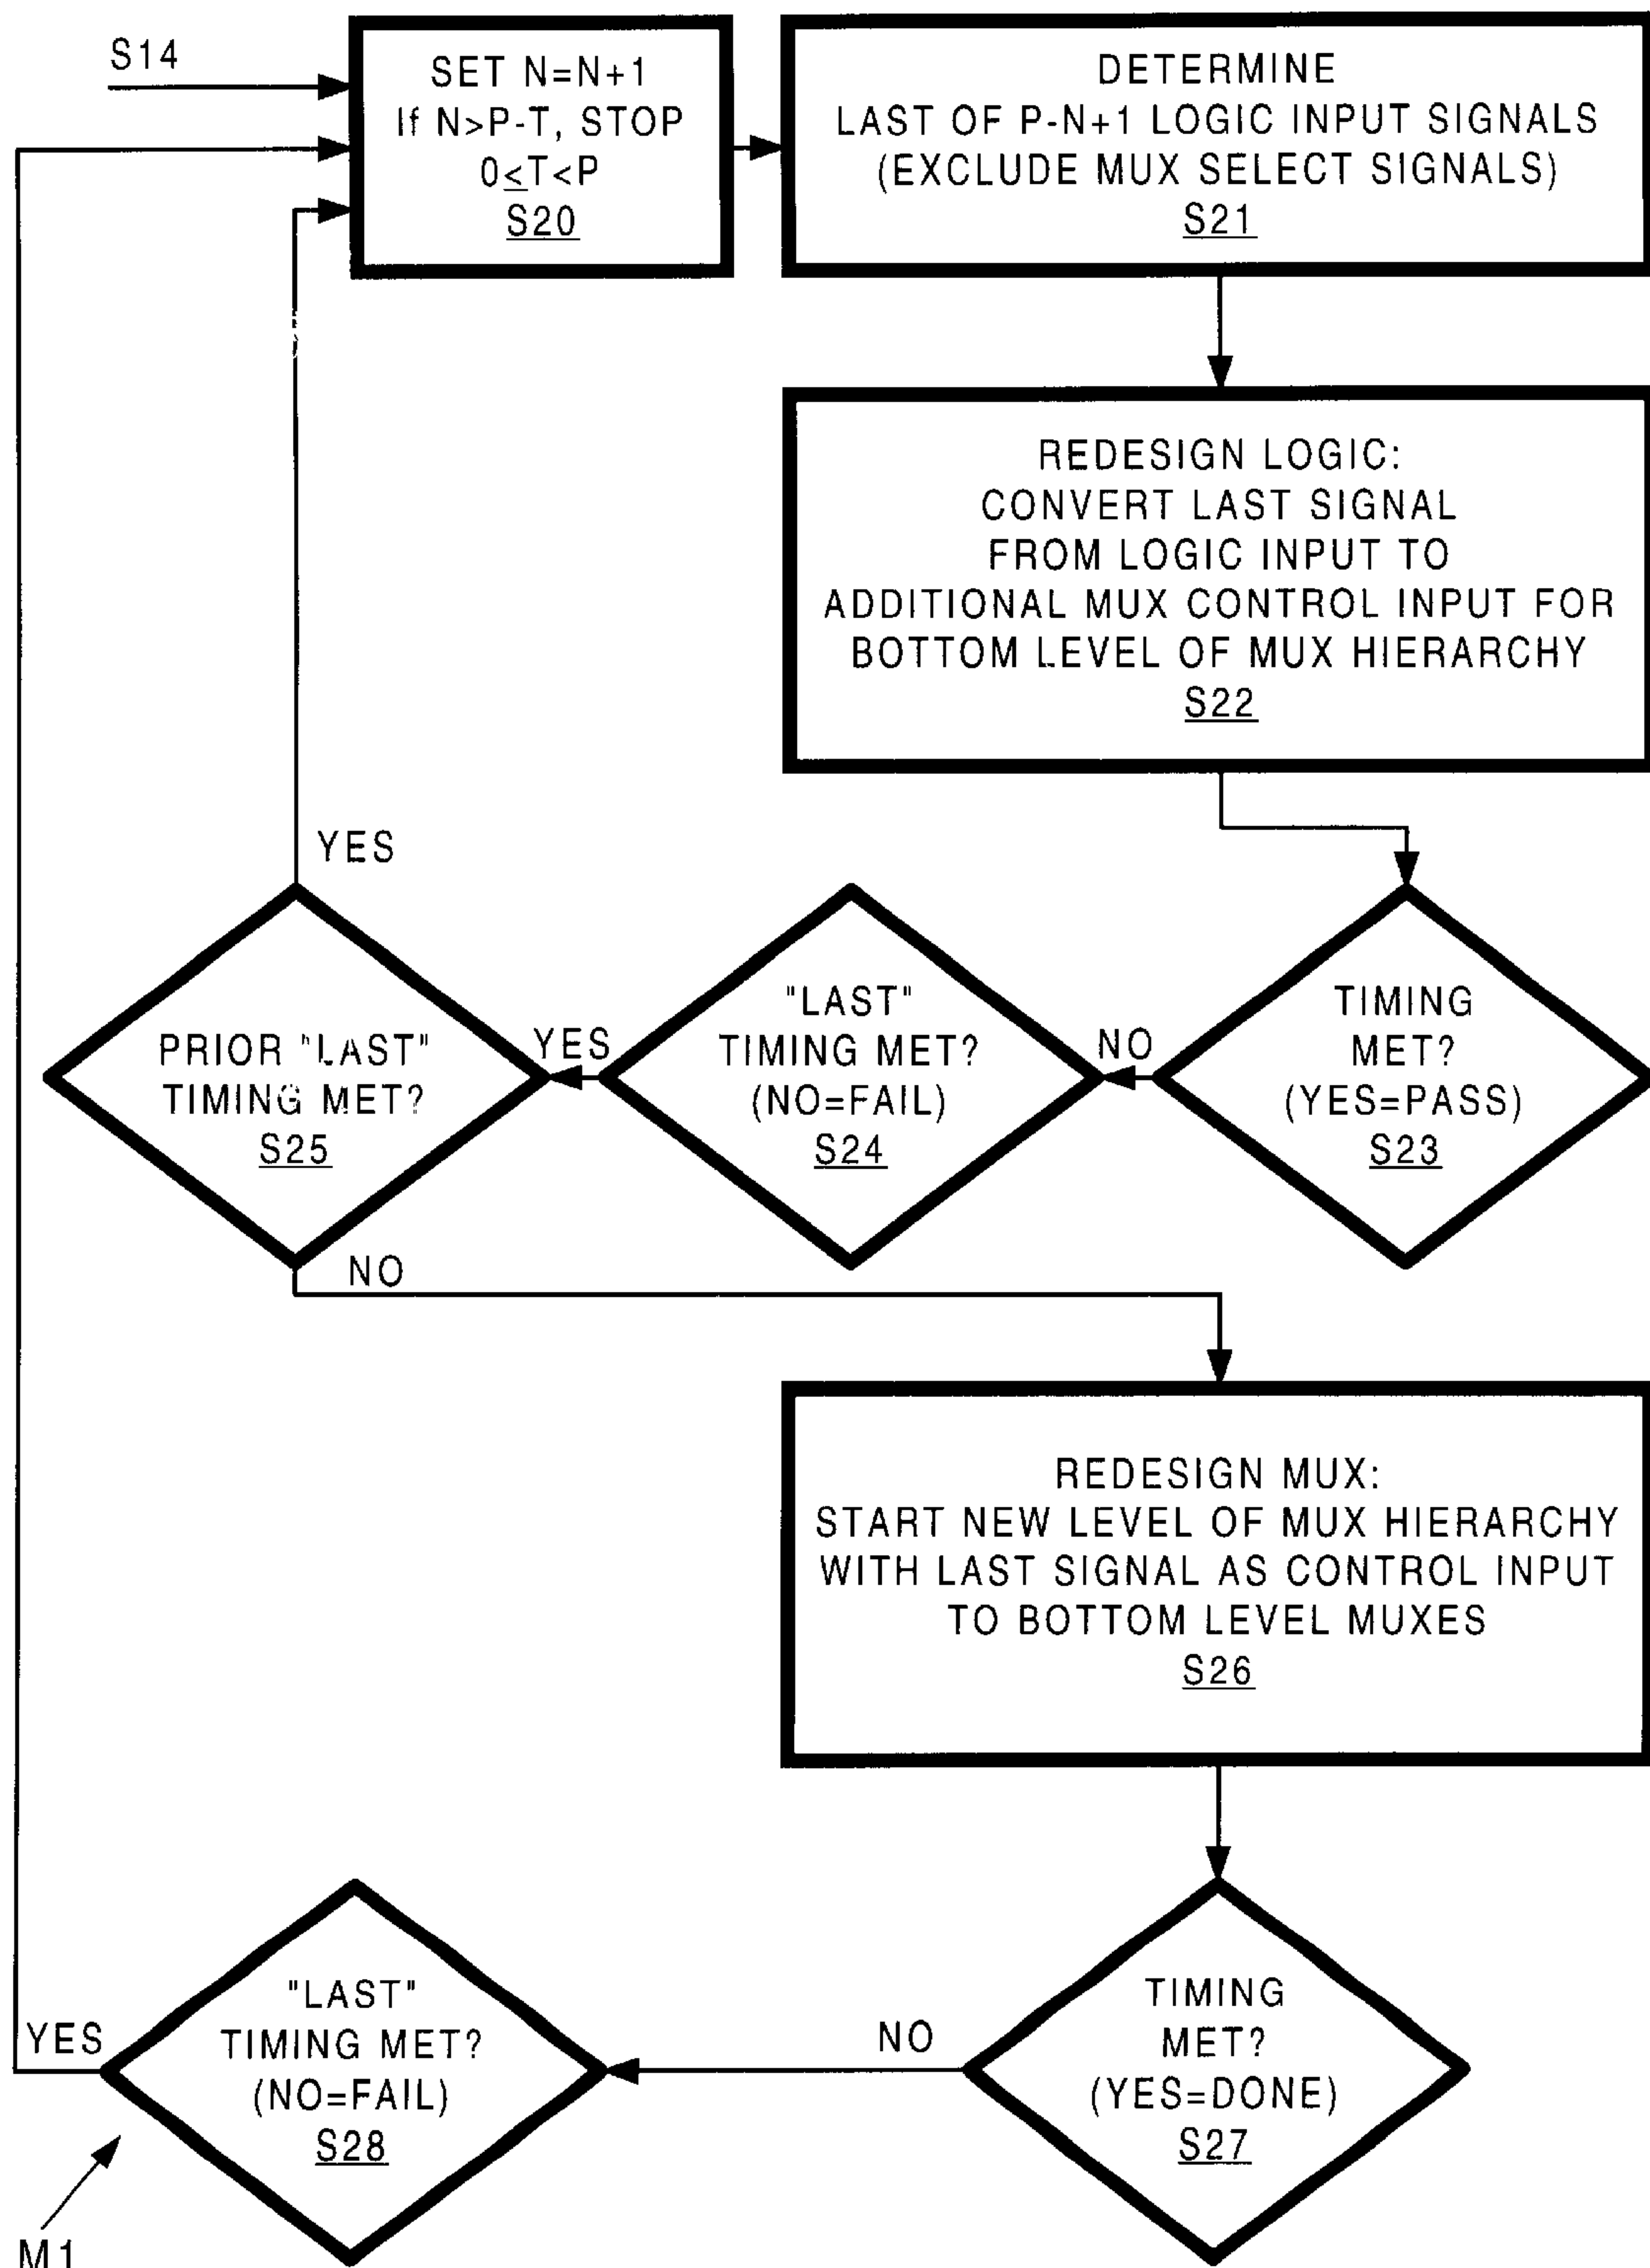 S14
SET N=N+1
If N>P-T, STOP
0≤T<P
S20
DETERMINE
LAST OF P-N+1 LOGIC INPUT SIGNALS
(EXCLUDE MUX SELECT SIGNALS)
S21
REDESIGN LOGIC:
CONVERT LAST SIGNAL
FROM LOGIC INPUT TO
ADDITIONAL MUX CONTROL INPUT FOR
BOTTOM LEVEL OF MUX HIERARCHY
S22
YES
PRIOR "LAST"
TIMING MET?
S25
YES
"LAST"
TIMING MET?
(NO=FAIL)
S24
NO
TIMING
MET?
(YES=PASS)
S23
NO
REDESIGN MUX:
START NEW LEVEL OF MUX HIERARCHY
WITH LAST SIGNAL AS CONTROL INPUT
TO BOTTOM LEVEL MUXES
S26
YES
"LAST"
TIMING MET?
(NO=FAIL)
S28
NO
TIMING
MET?
(YES=DONE)
S27
M1